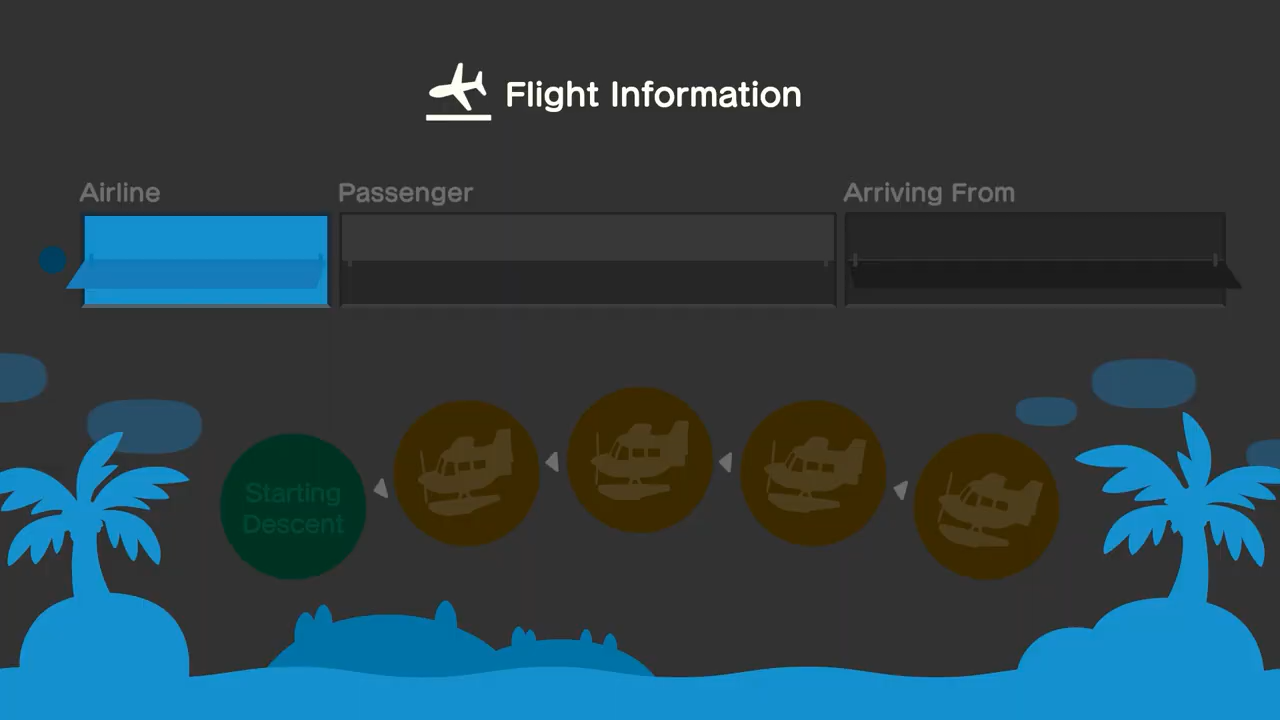 Flight Information
Airline
Passenger
Arriving From
Starting
Descent